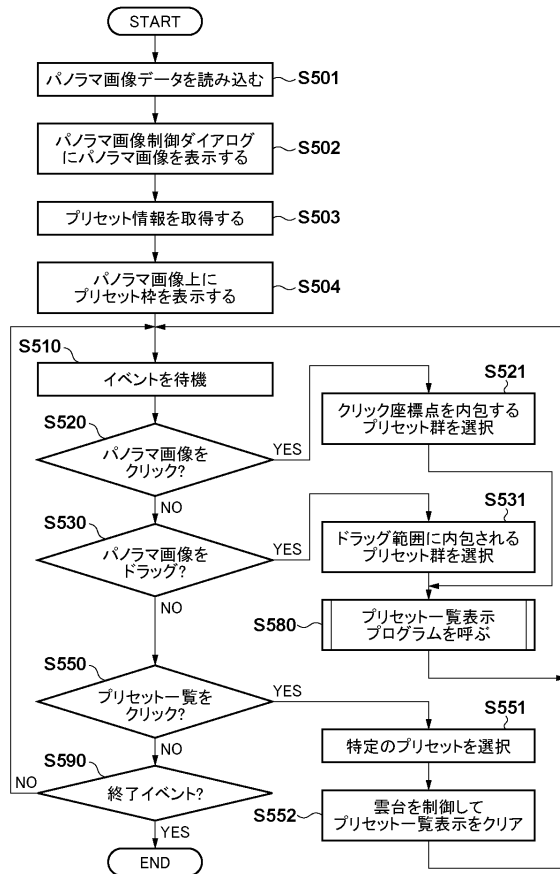 START
パノラマ画像データを読み込む
S501
パノラマ画像制御ダイアログ
にパノラマ画像を表示する
S502
プリセット情報を取得する
S503
パノラマ画像上に
プリセット枠を表示する
S504
S510
イベントを待機
S521
クリック座標点を内包する
プリセット群を選択
S520
パノラマ画像を
クリック?
YES
NO
S530
パノラマ画像を
ドラッグ?
YES
NO
S531
ドラッグ範囲に内包される
プリセット群を選択
S580
プリセット一覧表示
プログラムを呼ぶ
S550
プリセット一覧を
クリック?
YES
NO
S551
特定のプリセットを選択
S590
終了イベント?
NO
YES
S552
雲台を制御して
プリセット一覧表示をクリア
END